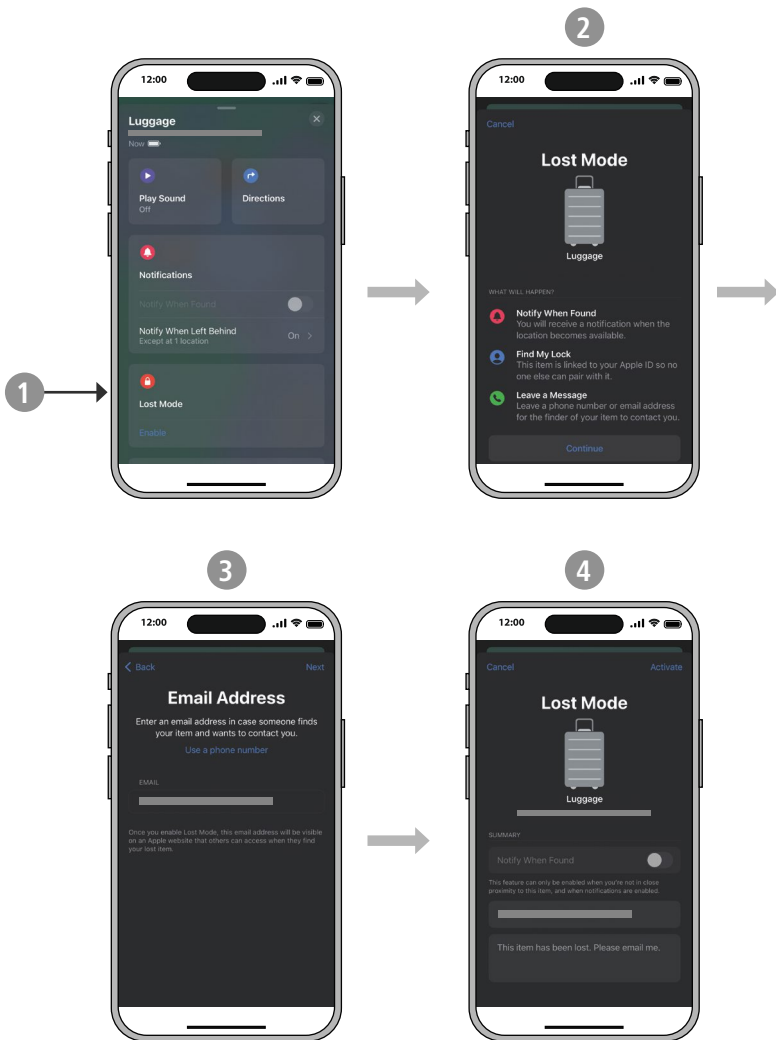 2
12:00
Luggage
Now
Play Sound
Off
Directions
Notifications
Notify When Found
Notify When Left Behind
Except at 1 location
On
1
Lost Mode
Enable
12:00
Cancel
Lost Mode
Luggage
WHAT WILL HAPPEN?
Notify When Found
You will receive a notification when the
location becomes available.
Find My Lock
This item is linked to your Apple ID so no
one else can pair with it.
Leave a Message
Leave a phone number or email address
for the finder of your item to contact you.
Continue
3
12:00
Back
Next
Email Address
Enter an email address in case someone finds
your item and wants to contact you.
Use a phone number
EMAIL
Once you enable Lost Mode, this email address will be visible
on an Apple website that others can access when they find
your lost item.
4
12:00
Cancel
Activate
Lost Mode
Luggage
SUMMARY
Notify When Found
This feature can only be enabled when you're not in close
proximity to this item, and when notifications are enabled.
This item has been lost. Please email me.